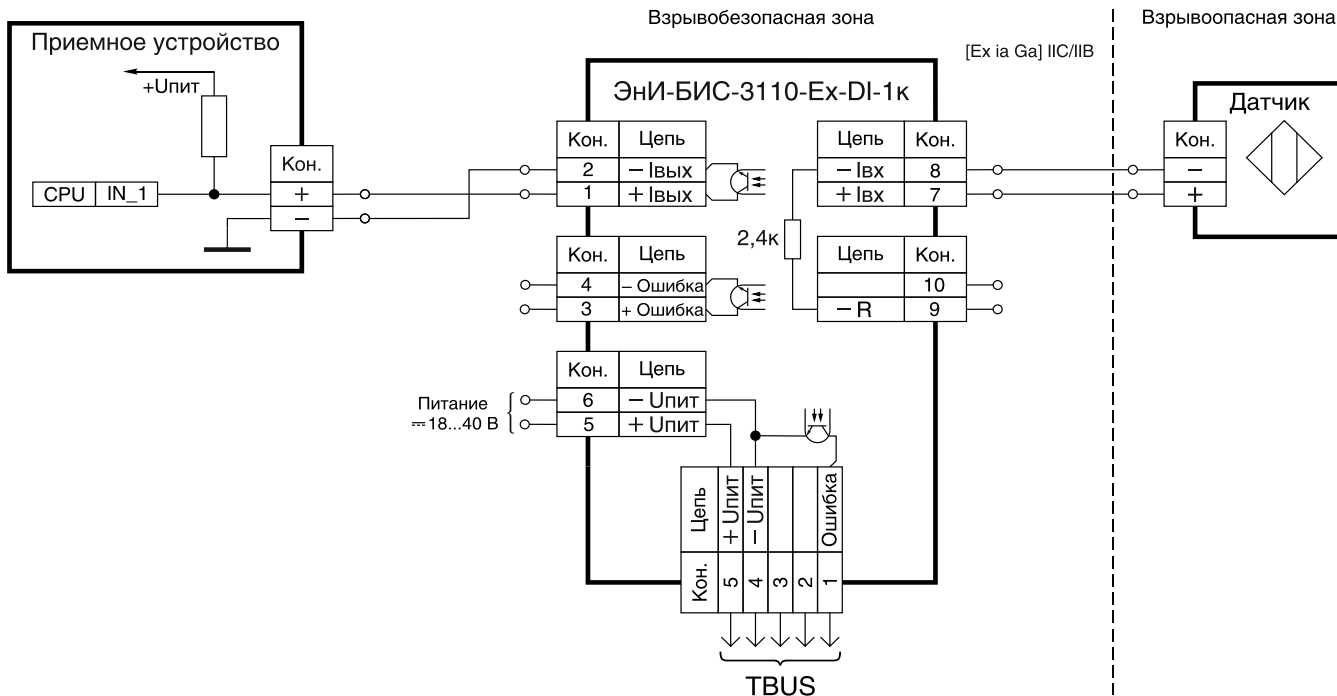 Взрывобезопасная зона
Взрывоопасная зона
Приемное устройство
[Ex ia Ga] IIC/IIB
+Uпит
ЭнИ-БИС-3110-Ex-DI-1к
Датчик
Кон.
+
−
CPU IN_1
Кон. Цепь
2 − Iвых
1 + Iвых
Цепь Кон.
− Iвх 8
+ Iвх 7
Кон.
−
+
2,4к
Кон. Цепь
4 − Ошибка
3 + Ошибка
Цепь Кон.
10
− R 9
Кон. Цепь
6 − Uпит
5 + Uпит
Питание
⎓18...40 В
Цепь
+ Uпит
− Uпит
Ошибка
Кон.
5
4
3
2
1
TBUS